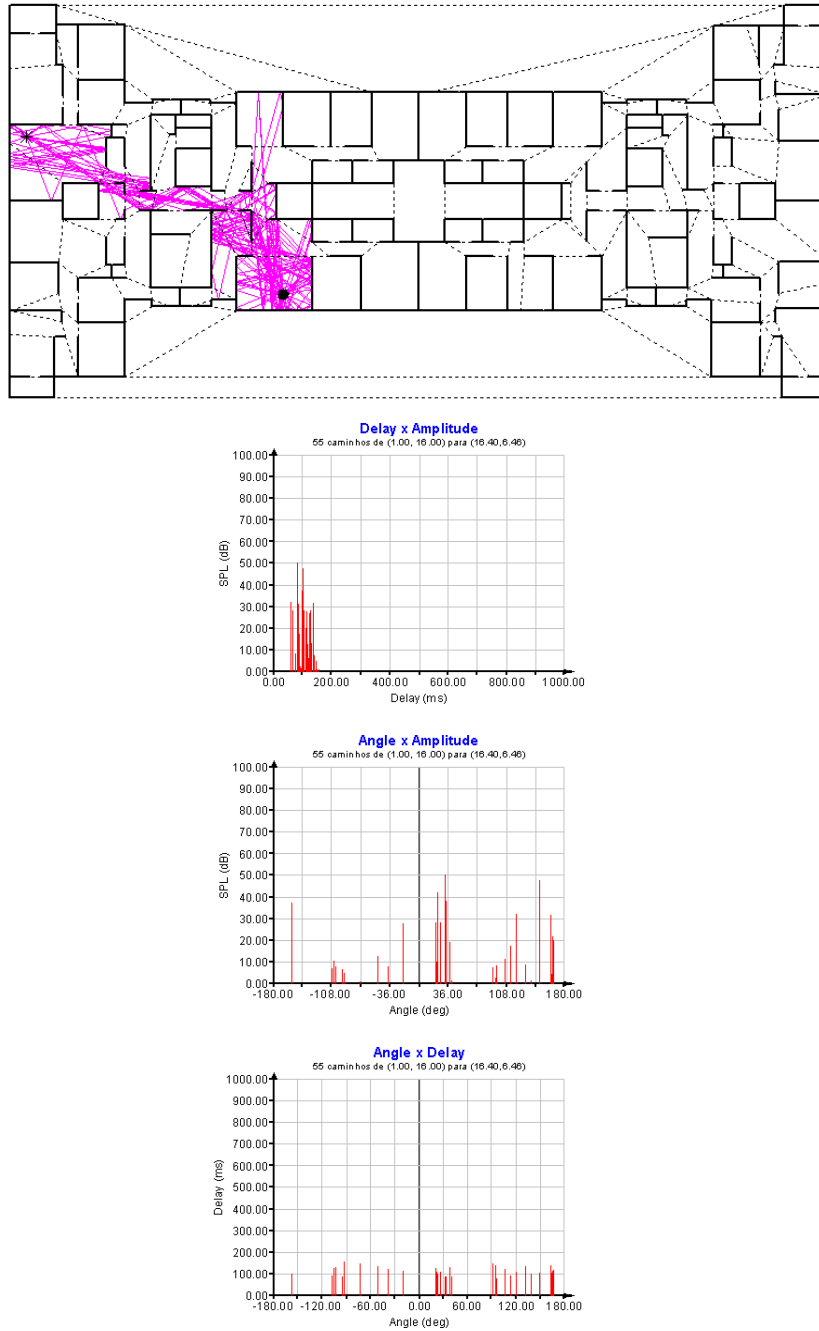 Delay x Amplitude
55 caminhos de (1.00, 16.00) para (16.40,6.46)
100.00
90.00
80.00
70.00
60.00
50.00
40.00
30.00
20.00
10.00
0.00
SPL (dB)
0.00 200.00 400.00 600.00 800.00 1000.00
Delay (ms)
Angle x Amplitude
55 caminhos de (1.00, 16.00) para (16.40,6.46)
100.00
90.00
80.00
70.00
60.00
50.00
40.00
30.00
20.00
10.00
0.00
SPL (dB)
-180.00 -108.00 -36.00 36.00 108.00 180.00
Angle (deg)
Angle x Delay
55 caminhos de (1.00, 16.00) para (16.40,6.46)
1000.00
900.00
800.00
700.00
600.00
500.00
400.00
300.00
200.00
100.00
0.00
Delay (ms)
-180.00 -120.00 -60.00 0.00 60.00 120.00 180.00
Angle (deg)